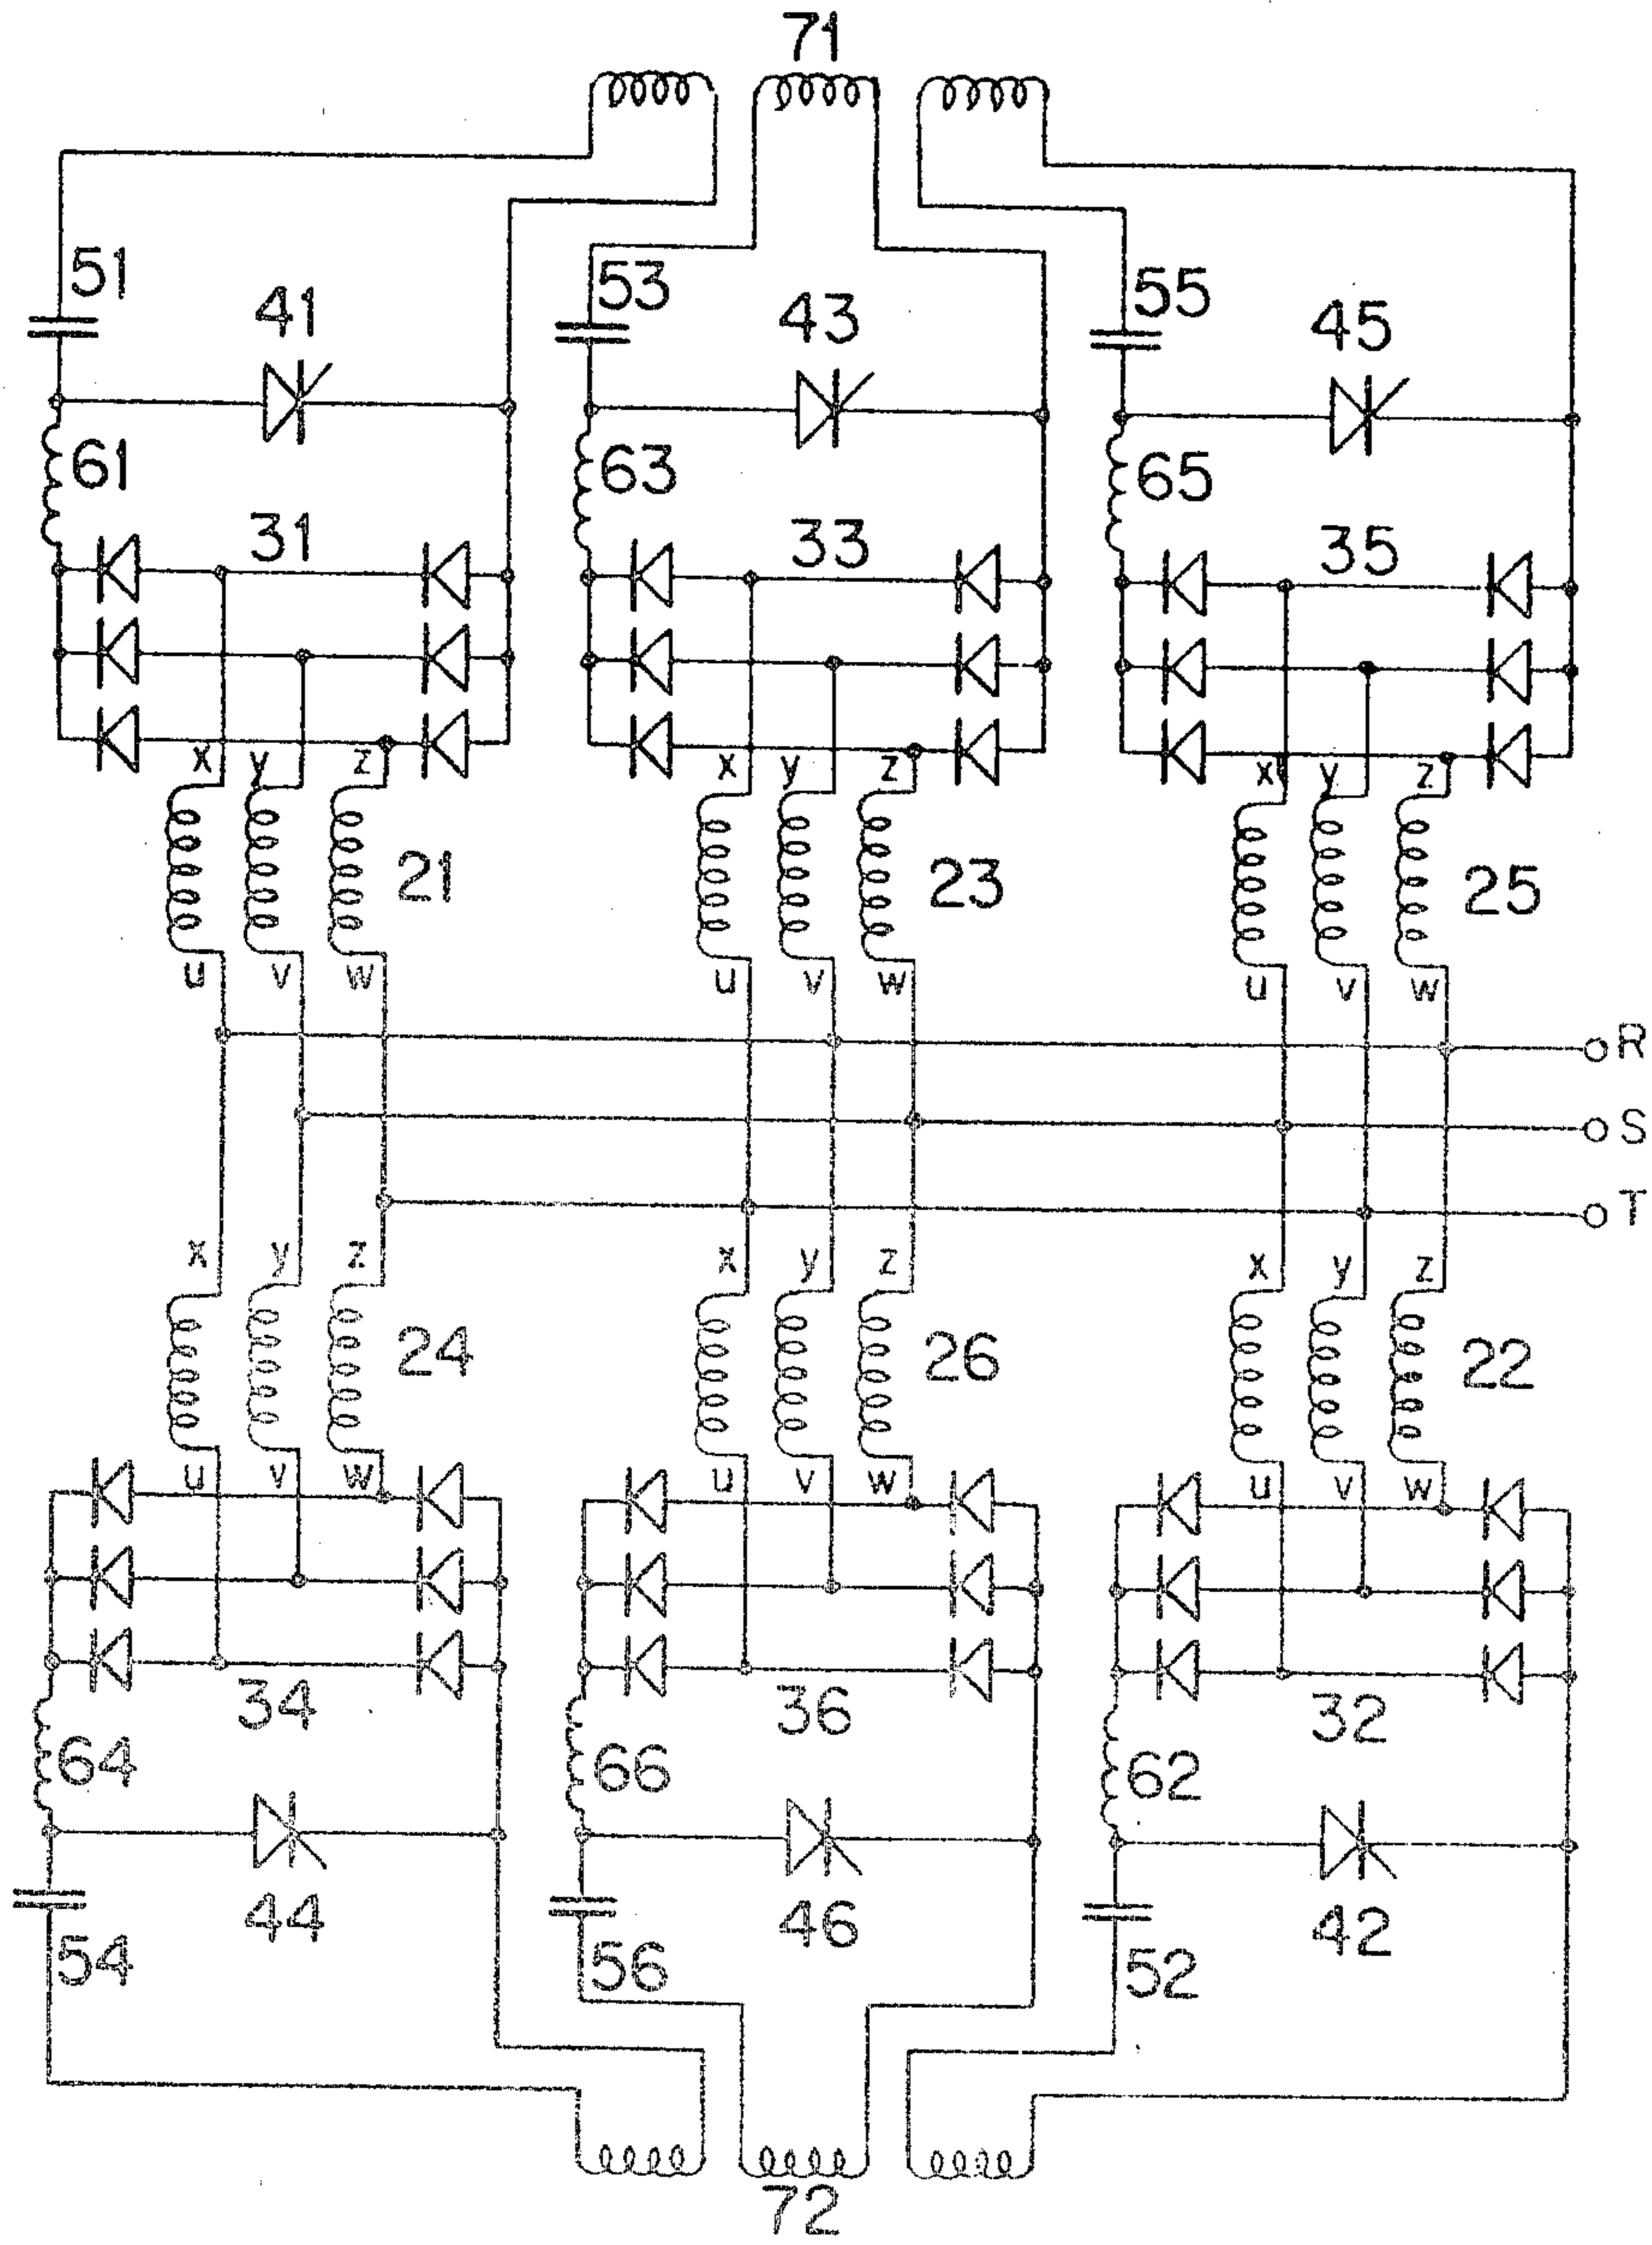 71
51 41 53 43 55 45
61 63 65
31 33 35
x y z x y z x y z
21 23 25
u v w u v w u v w
R
S
T
x y z x y z x y z
24 26 22
u v w u v w u v w
34 36 32
64 66 62
44 46 42
54 56 52
72